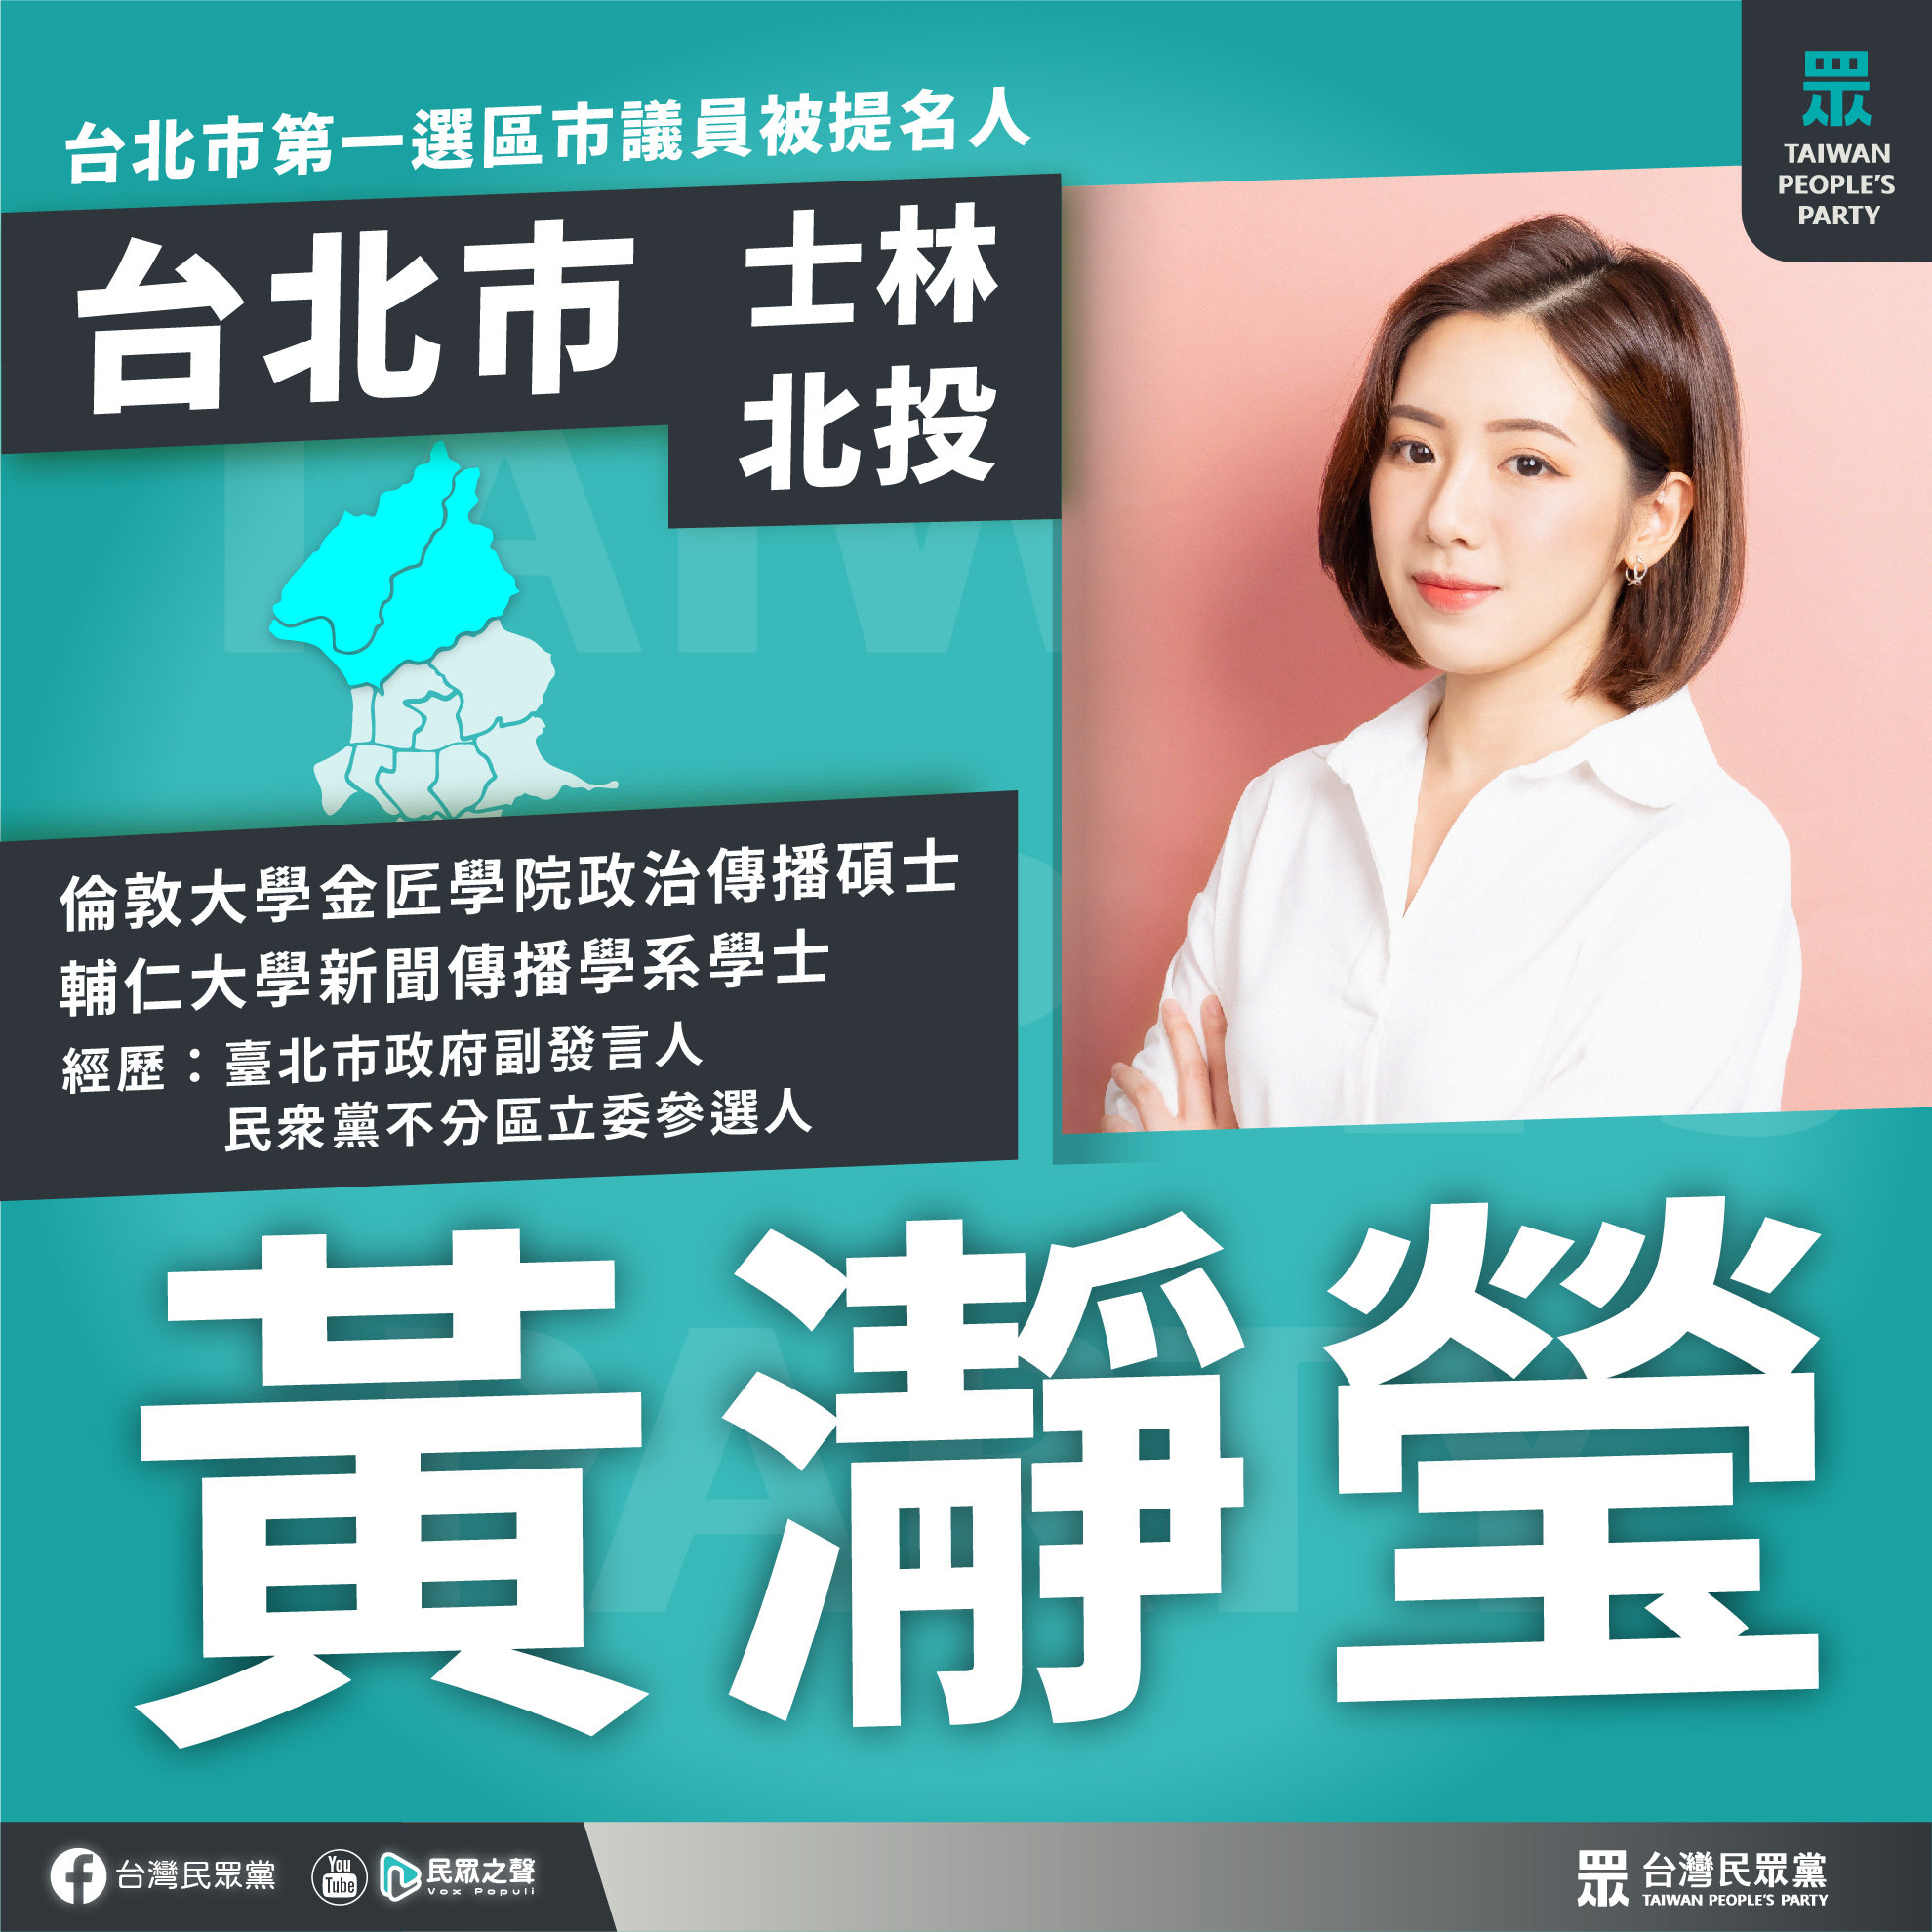 台北市第一選區市議員被提名人
眾
TAIWAN
PEOPLE'S
PARTY
台北市
士林
北投
倫敦大學金匠學院政治傳播碩士
輔仁大學新聞傳播學系學士
經歷：臺北市政府副發言人
民衆黨不分區立委參選人
黃瀞瑩
台灣民眾黨
You
Tube
民眾之聲
Vox Populi
眾 台灣民眾黨
TAIWAN PEOPLE'S PARTY